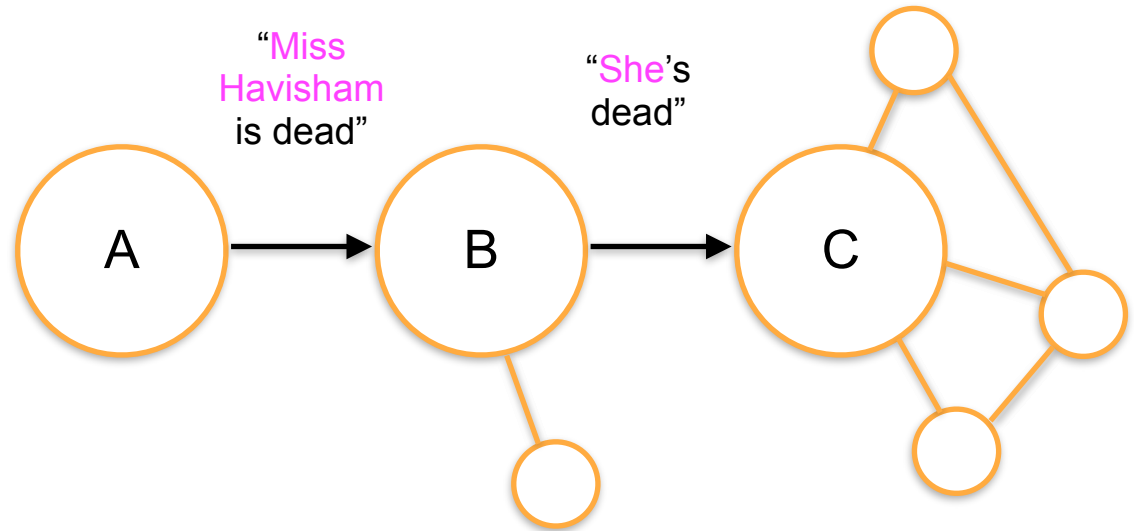 “Miss
Havisham
is dead”
“She’s
dead”
A
B
C